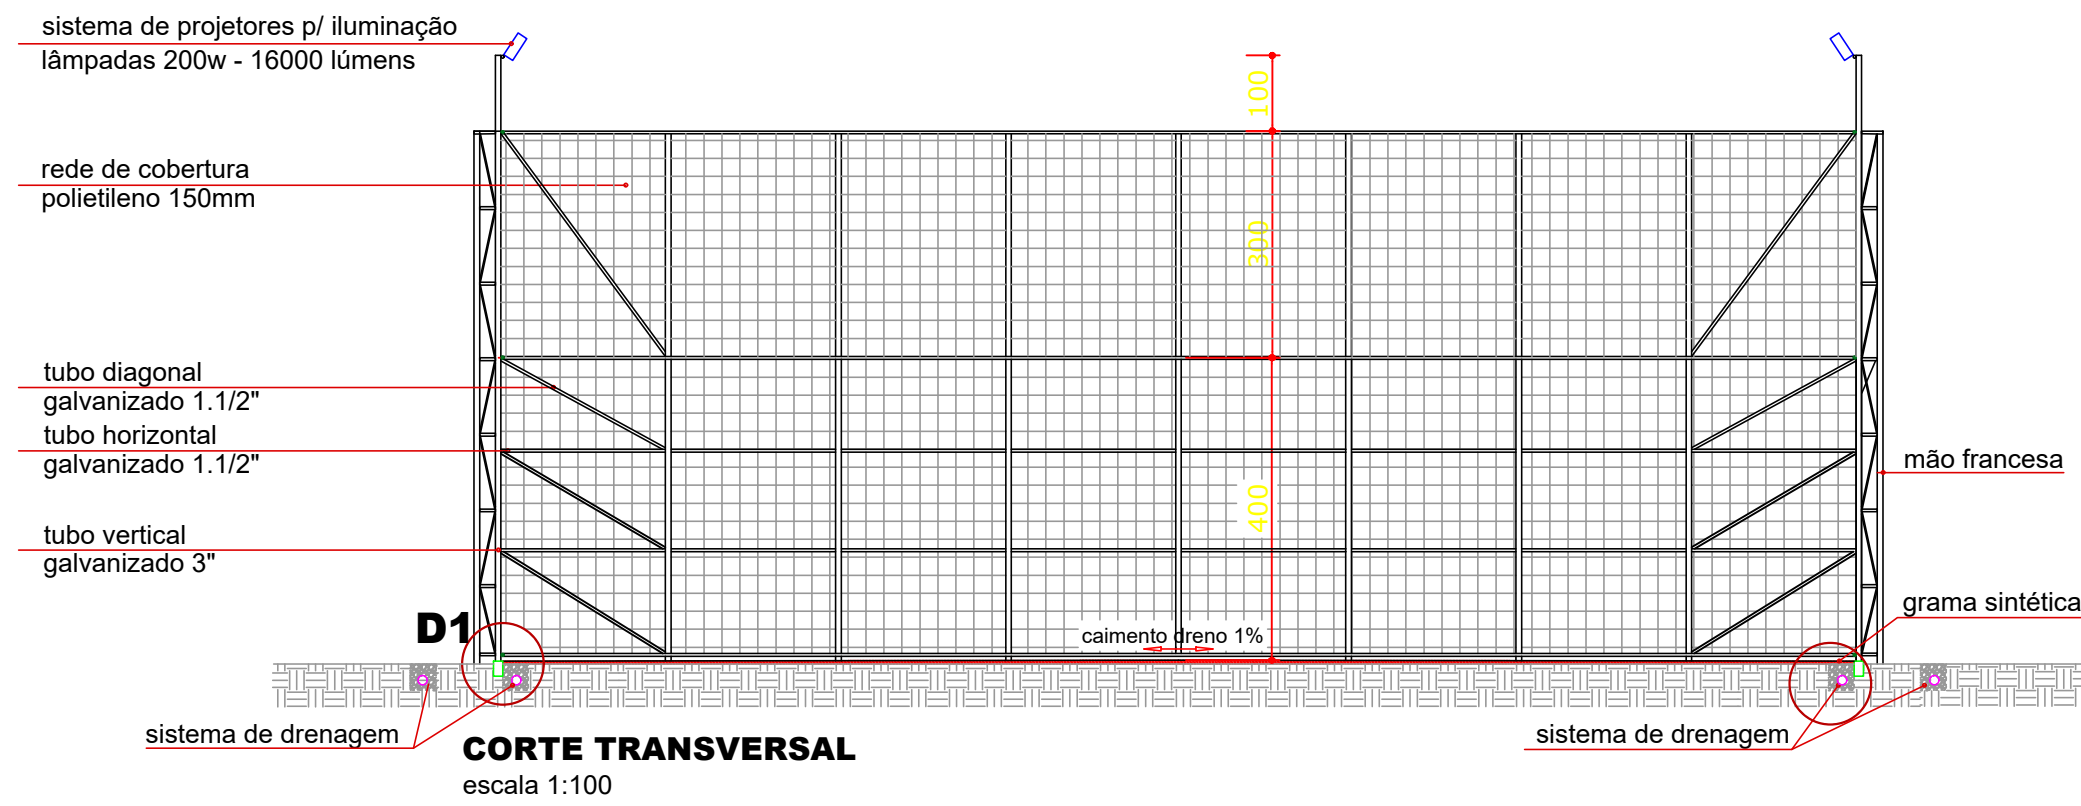 sistema de projetores p/ iluminação
lâmpadas 200w - 16000 lúmens
100
rede de cobertura
polietileno 150mm
300
tubo diagonal
galvanizado 1.1/2"
tubo horizontal
galvanizado 1.1/2"
mão francesa
400
tubo vertical
galvanizado 3"
grama sintética
D1
caimento dreno 1%
sistema de drenagem
sistema de drenagem
CORTE TRANSVERSAL
escala 1:100